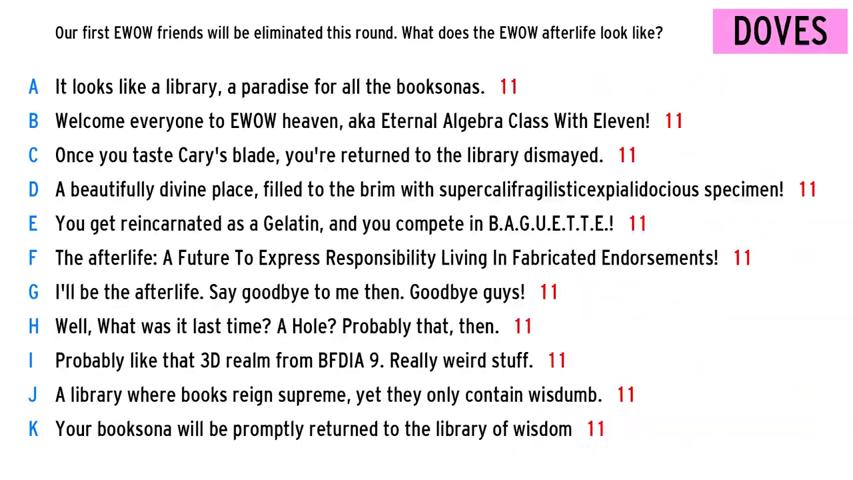 Our first EWOW friends will be eliminated this round. What does the EWOW afterlife look like?
DOVES
A It looks like a library, a paradise for all the booksonas. 11
B Welcome everyone to EWOW heaven, aka Eternal Algebra Class With Eleven! 11
C Once you taste Cary's blade, you're returned to the library dismayed. 11
D A beautifully divine place, filled to the brim with supercalifragilisticexpialidocious specimen! 11
E You get reincarnated as a Gelatin, and you compete in B.A.G.U.E.T.T.E.! 11
F The afterlife: A Future To Express Responsibility Living In Fabricated Endorsements! 11
G I'll be the afterlife. Say goodbye to me then. Goodbye guys! 11
H Well, What was it last time? A Hole? Probably that, then. 11
I Probably like that 3D realm from BFDIA 9. Really weird stuff. 11
J A library where books reign supreme, yet they only contain wisdumb. 11
K Your booksona will be promptly returned to the library of wisdom 11